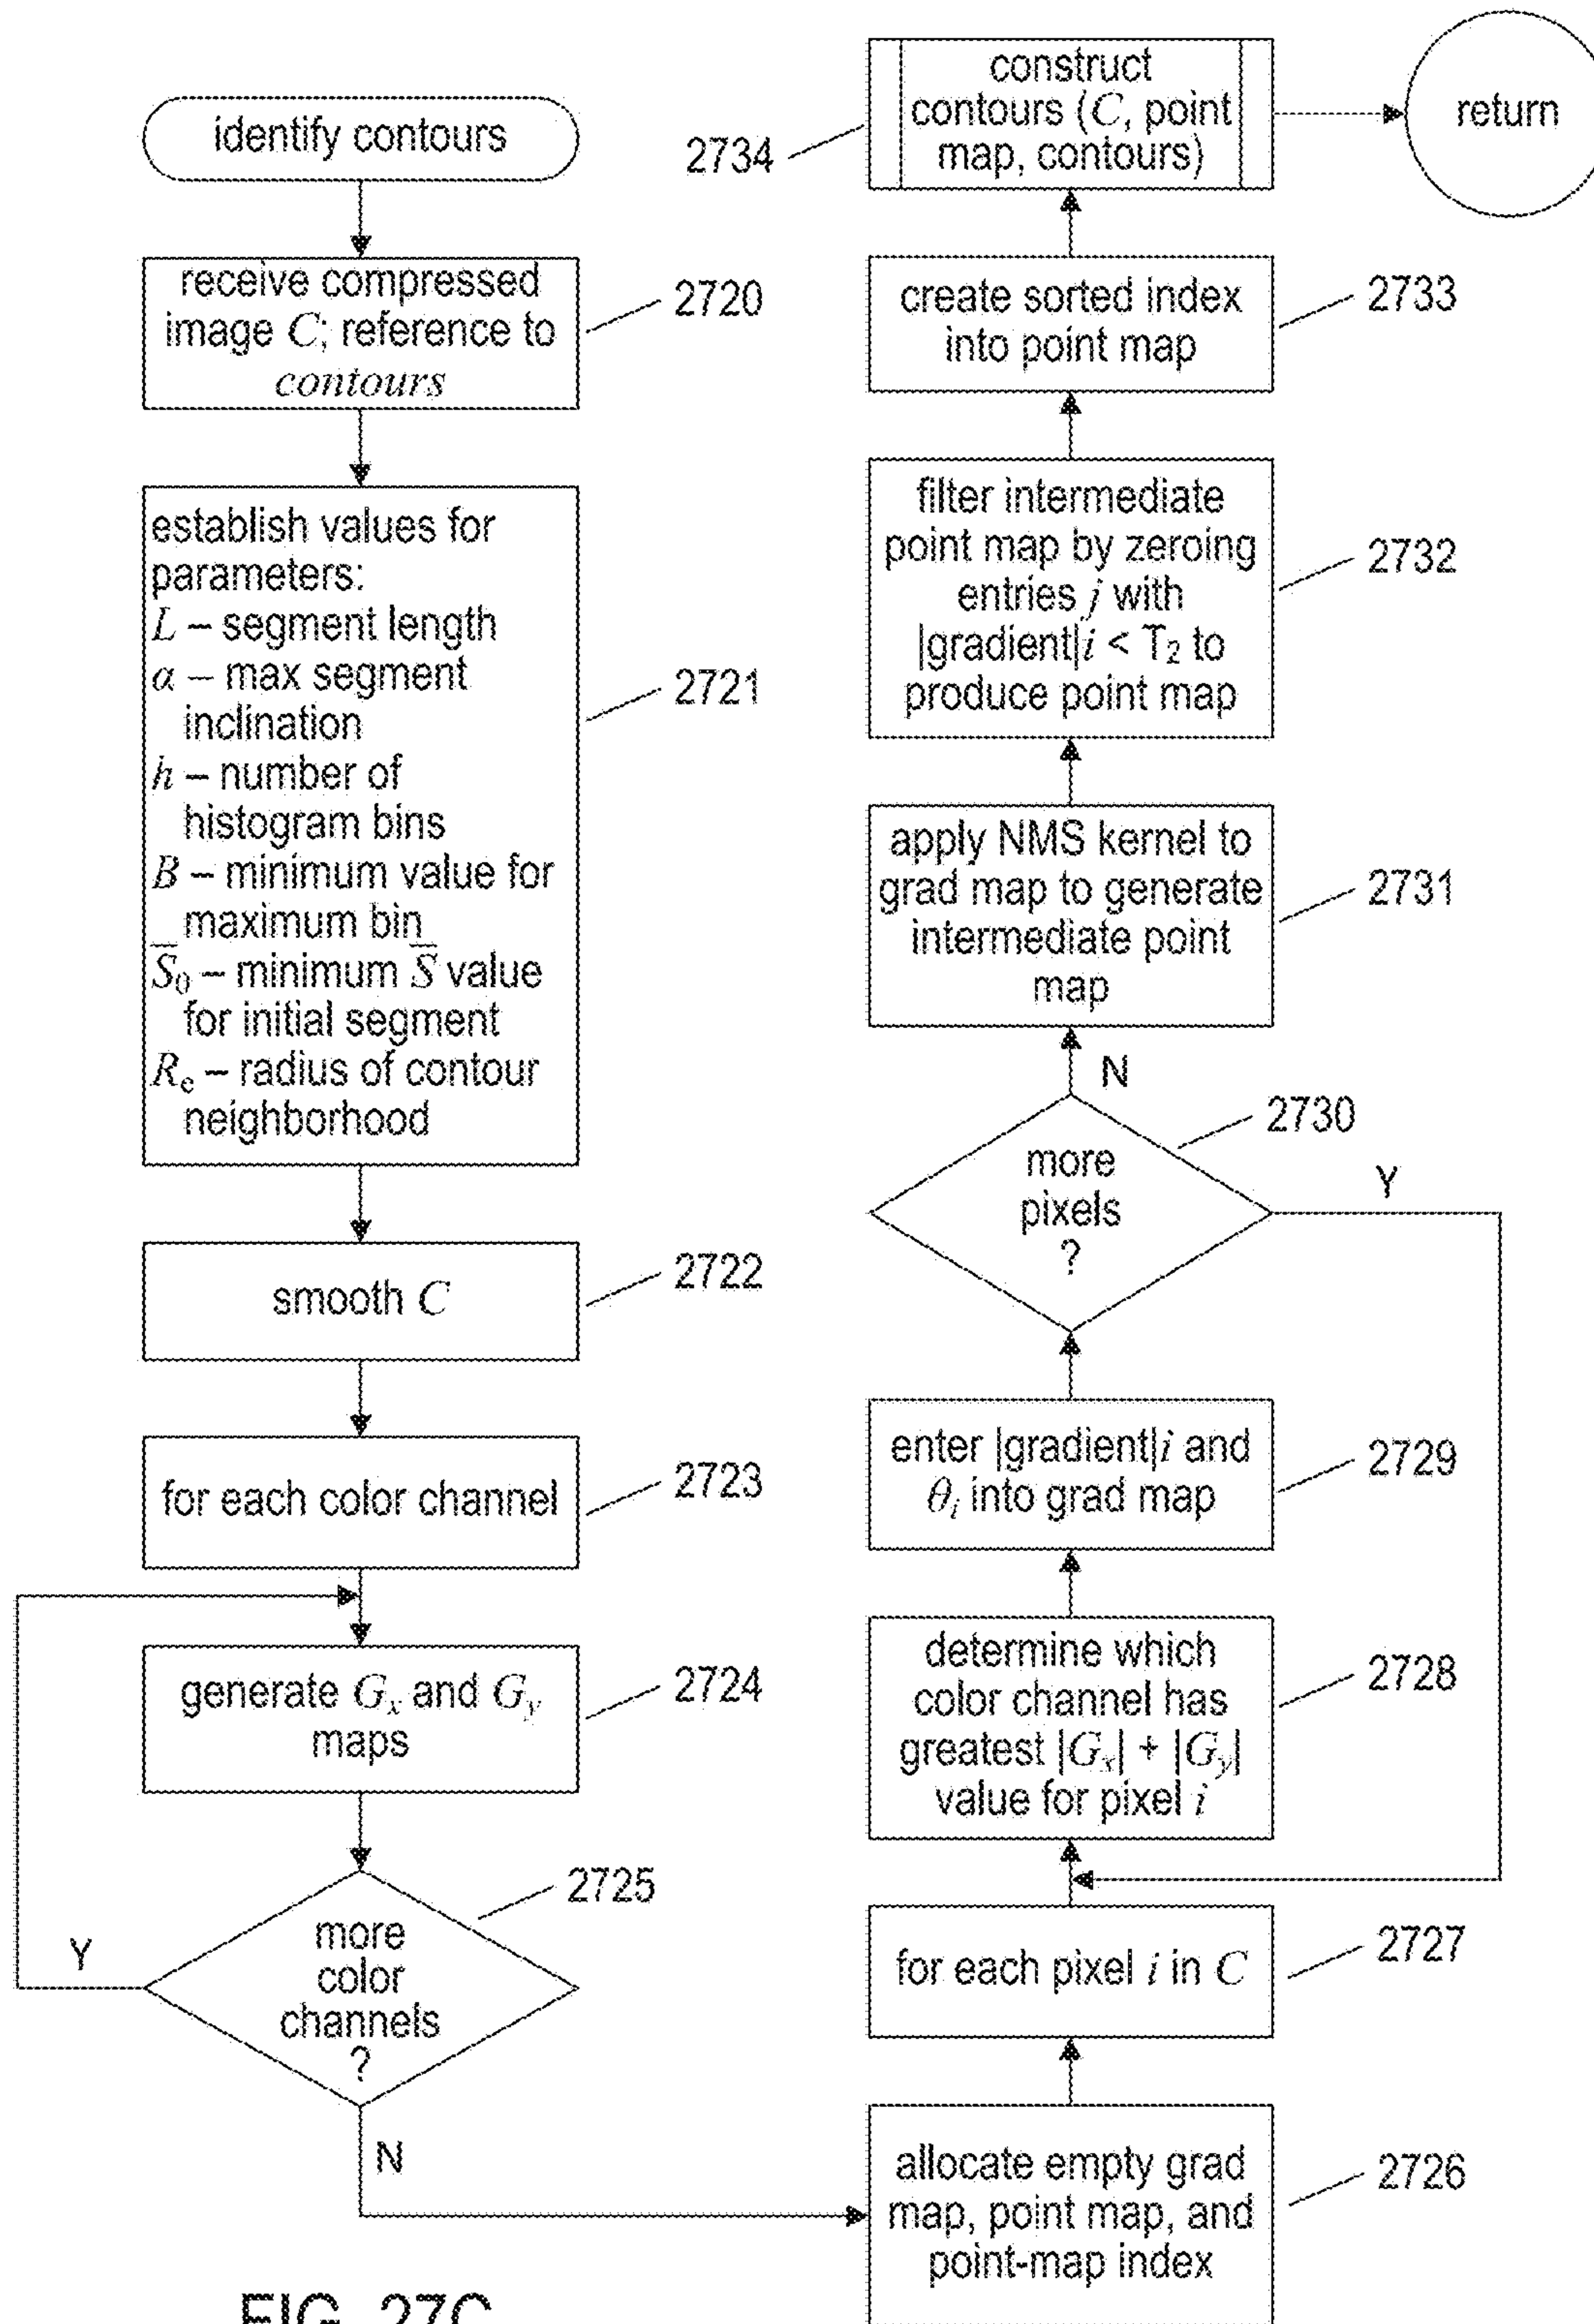 identify contours
receive compressed
image C; reference to
contours
2720
establish values for
parameters:
L – segment length
α – max segment
inclination
h – number of
histogram bins
B – minimum value for
maximum bin
S̅₀ – minimum S̅ value
for initial segment
Rₑ – radius of contour
neighborhood
2721
smooth C
2722
for each color channel
2723
generate Gx and Gy
maps
2724
more
color
channels
?
2725
Y
N
allocate empty grad
map, point map, and
point-map index
2726
for each pixel i in C
2727
determine which
color channel has
greatest |Gx| + |Gy|
value for pixel i
2728
enter |gradient|i and
θi into grad map
2729
more
pixels
?
2730
Y
N
apply NMS kernel to
grad map to generate
intermediate point
map
2731
filter intermediate
point map by zeroing
entries j with
|gradient|i < T₂ to
produce point map
2732
create sorted index
into point map
2733
construct
contours (C, point
map, contours)
2734
return
FIG. 27C